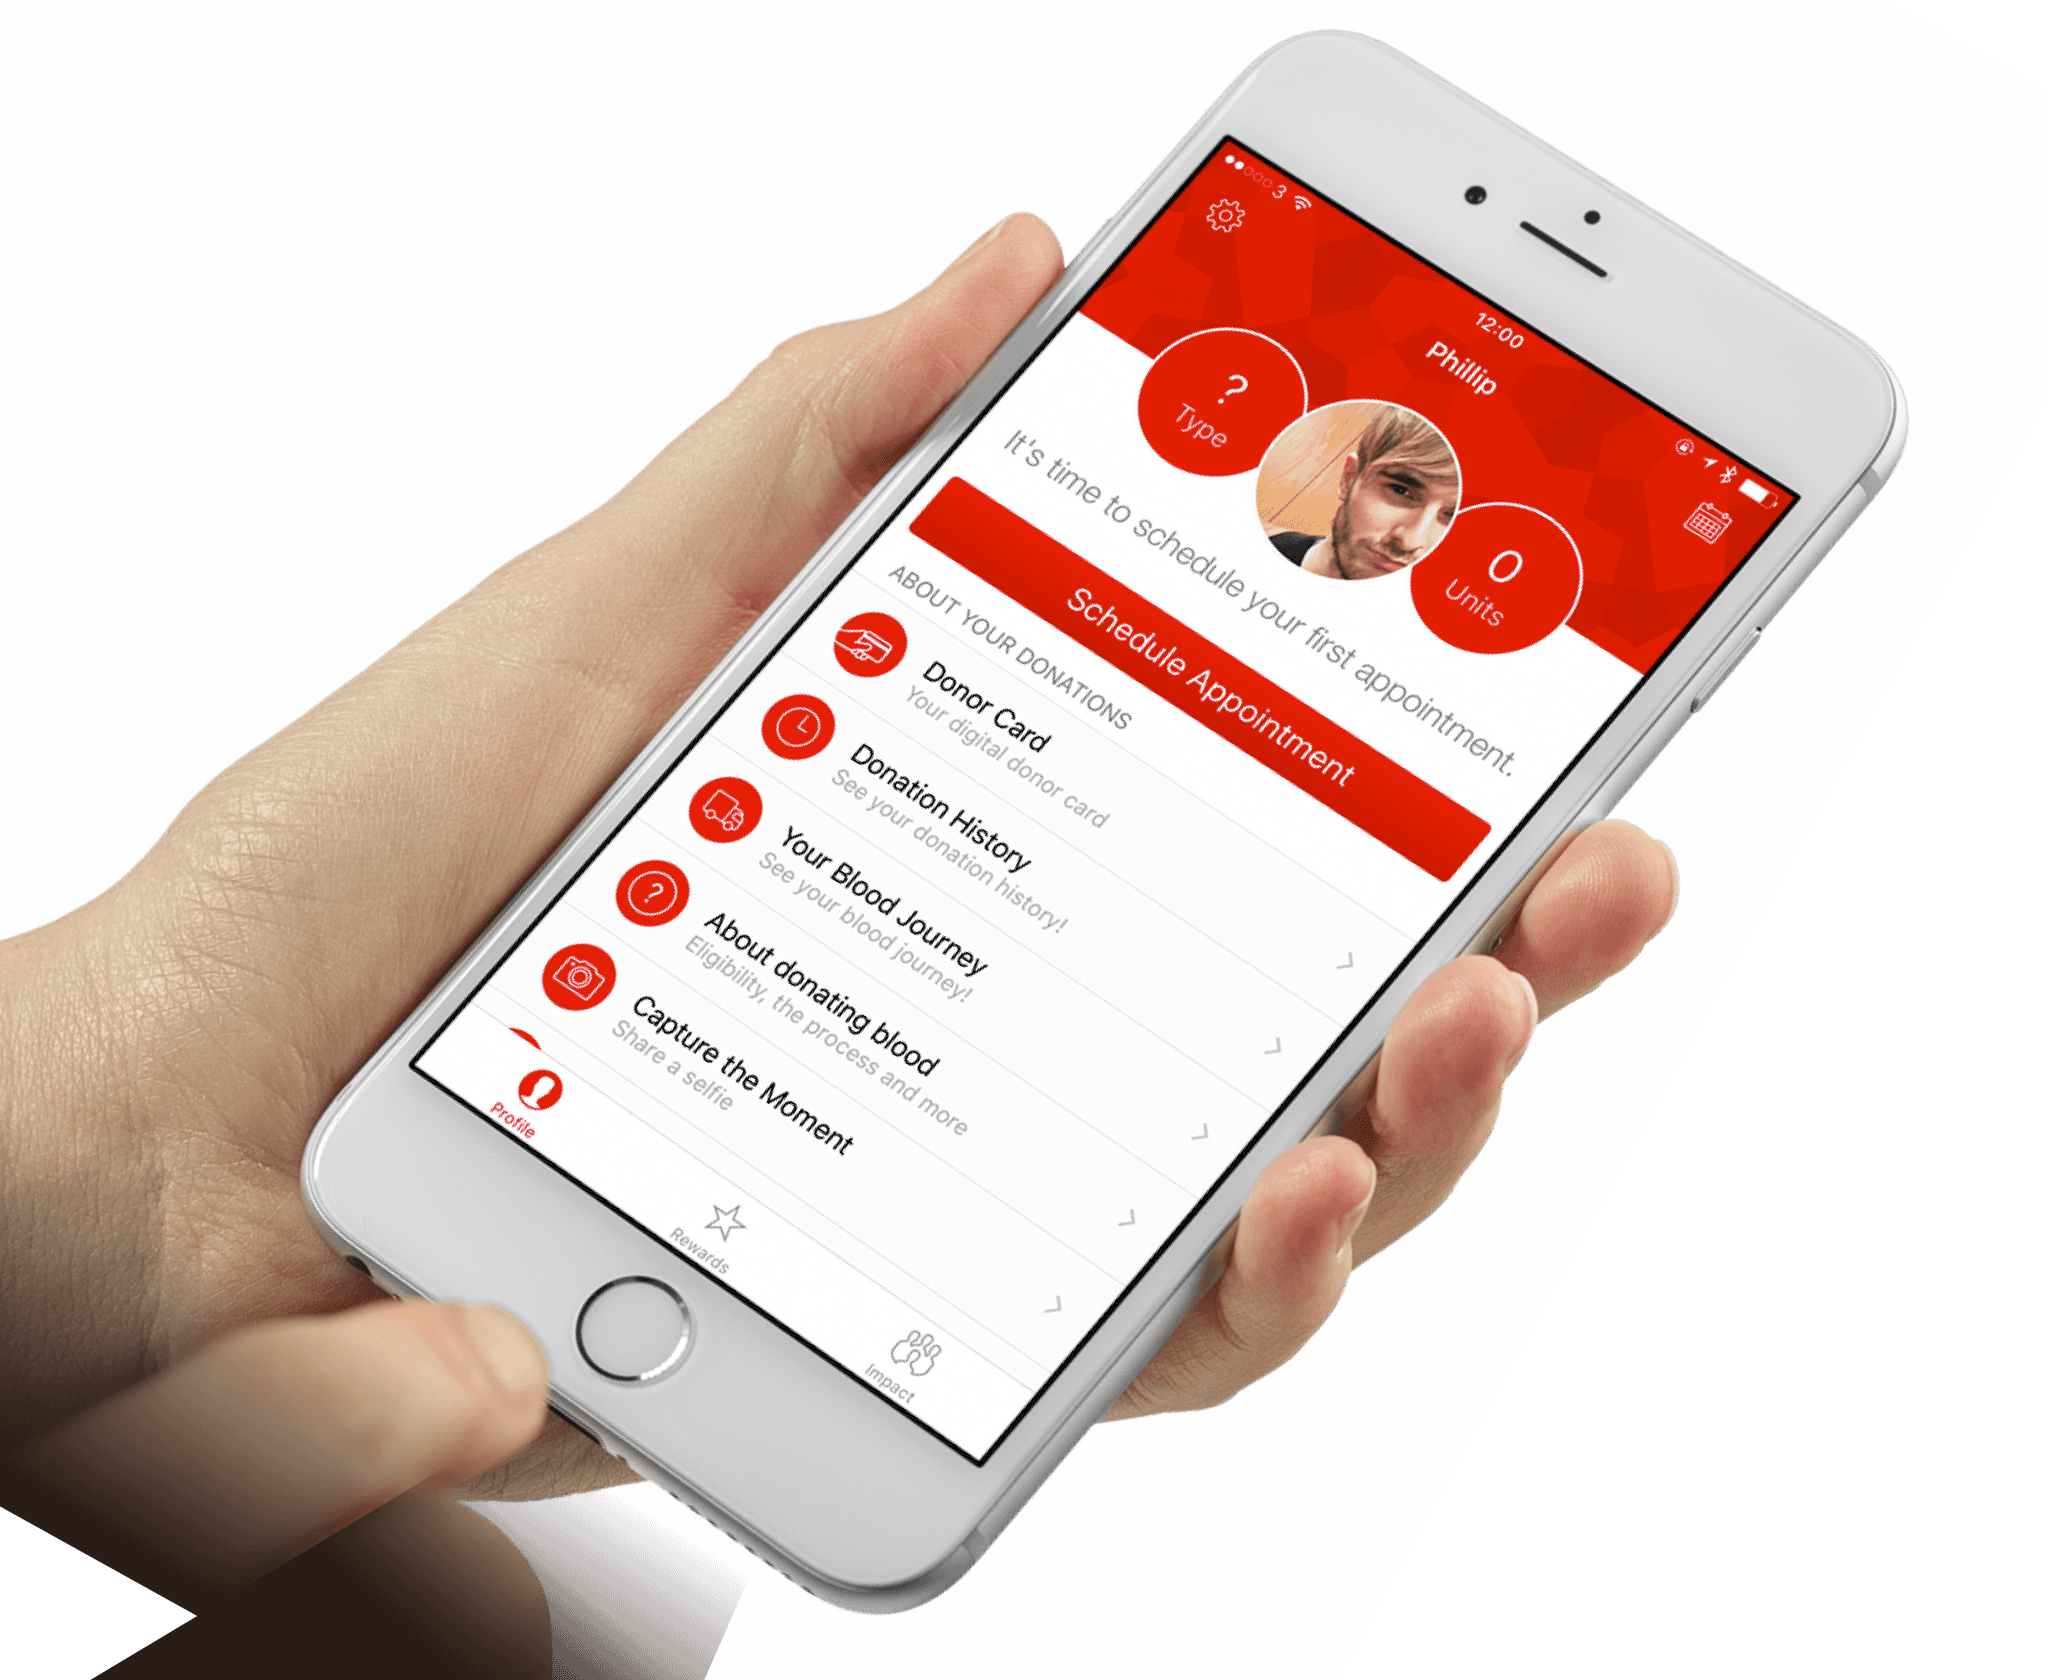 3
12:00
Phillip
?
Type
0
Units
It's time to schedule your first appointment.
Schedule Appointment
ABOUT YOUR DONATIONS
Donor Card
Your digital donor card
Donation History
See your donation history!
Your Blood Journey
See your blood journey!
?
About donating blood
Eligibility, the process and more
Capture the Moment
Share a selfie
Profile
Rewards
Impact